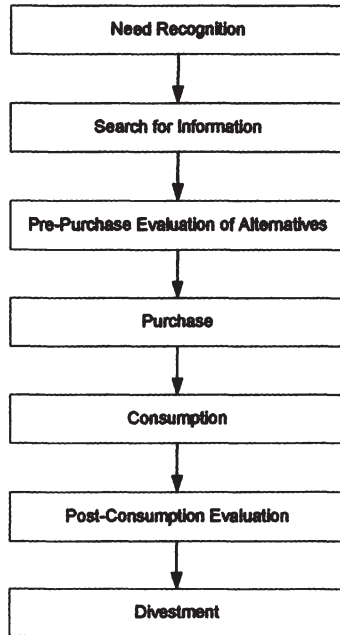 Need Recognition
Search for Information
Pre-Purchase Evaluation of Alternatives
Purchase
Consumption
Post-Consumption Evaluation
Divestment